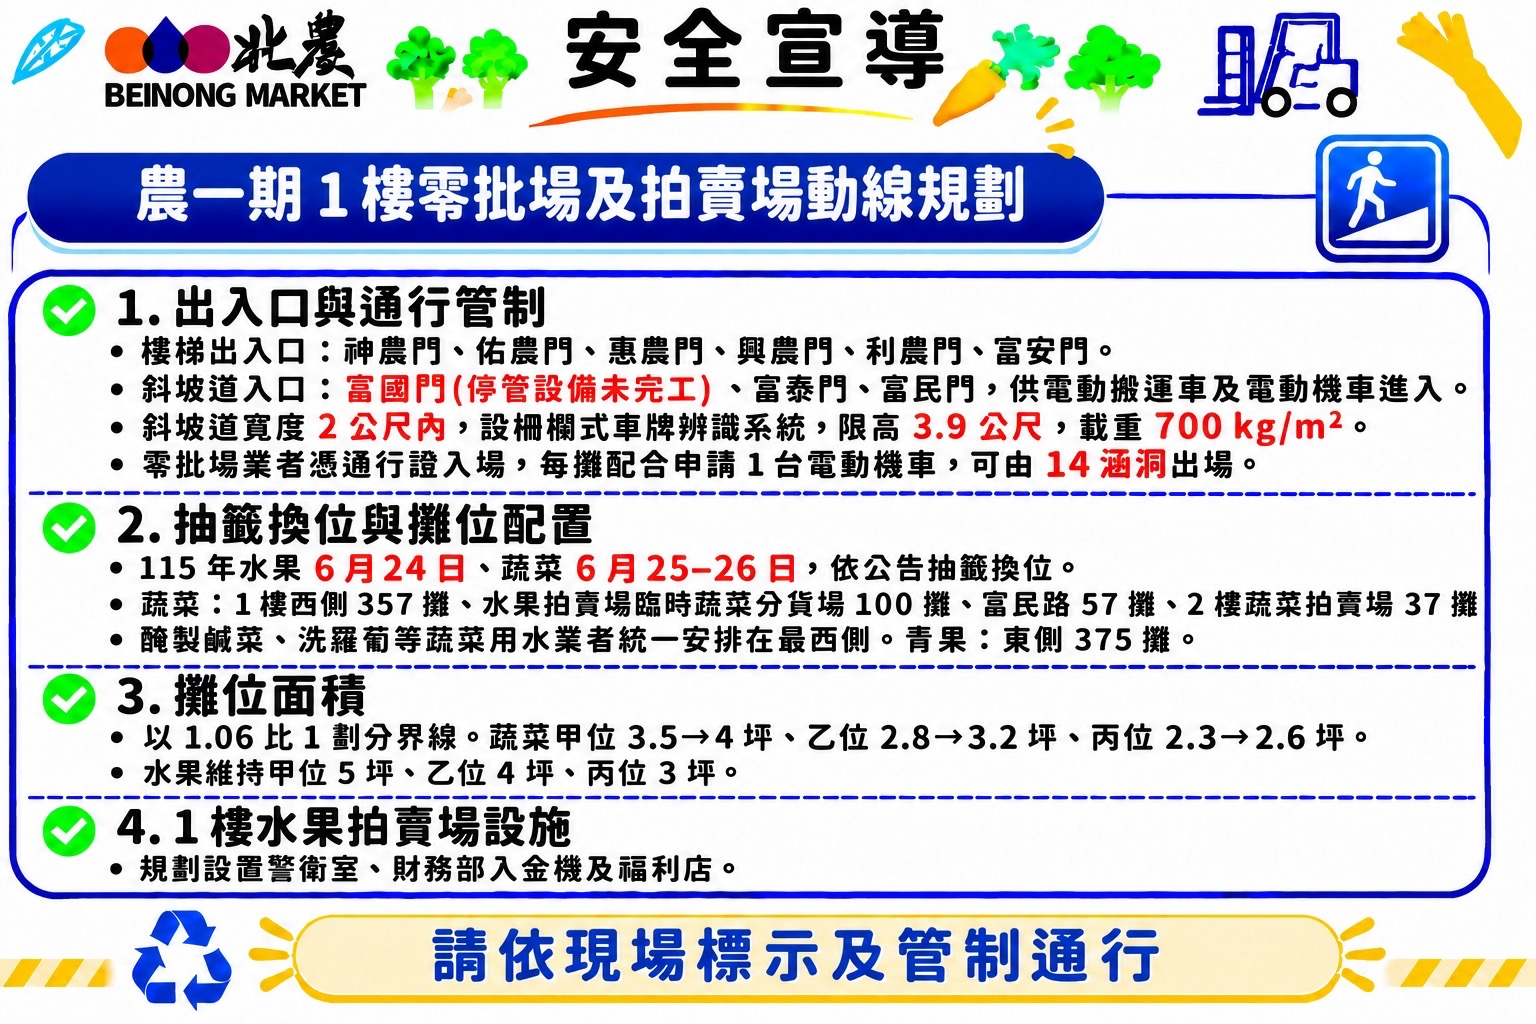 北農
BEINONG MARKET
安全宣導
農一期 1 樓零批場及拍賣場動線規劃
1. 出入口與通行管制
• 樓梯出入口：神農門、佑農門、惠農門、興農門、利農門、富安門。
• 斜坡道入口：富國門(停管設備未完工)、富泰門、富民門，供電動搬運車及電動機車進入。
• 斜坡道寬度 2 公尺內，設柵欄式車牌辨識系統，限高 3.9 公尺，載重 700 kg/m²。
• 零批場業者憑通行證入場，每攤配合申請 1 台電動機車，可由 14 涵洞出場。
2. 抽籤換位與攤位配置
• 115 年水果 6 月 24 日、蔬菜 6 月 25–26 日，依公告抽籤換位。
• 蔬菜：1 樓西側 357 攤、水果拍賣場臨時蔬菜分貨場 100 攤、富民路 57 攤、2 樓蔬菜拍賣場 37 攤
• 醃製鹹菜、洗羅葡等蔬菜用水業者統一安排在最西側。青果：東側 375 攤。
3. 攤位面積
• 以 1.06 比 1 劃分界線。蔬菜甲位 3.5→4 坪、乙位 2.8→3.2 坪、丙位 2.3→2.6 坪。
• 水果維持甲位 5 坪、乙位 4 坪、丙位 3 坪。
4. 1 樓水果拍賣場設施
• 規劃設置警衛室、財務部入金機及福利店。
請依現場標示及管制通行